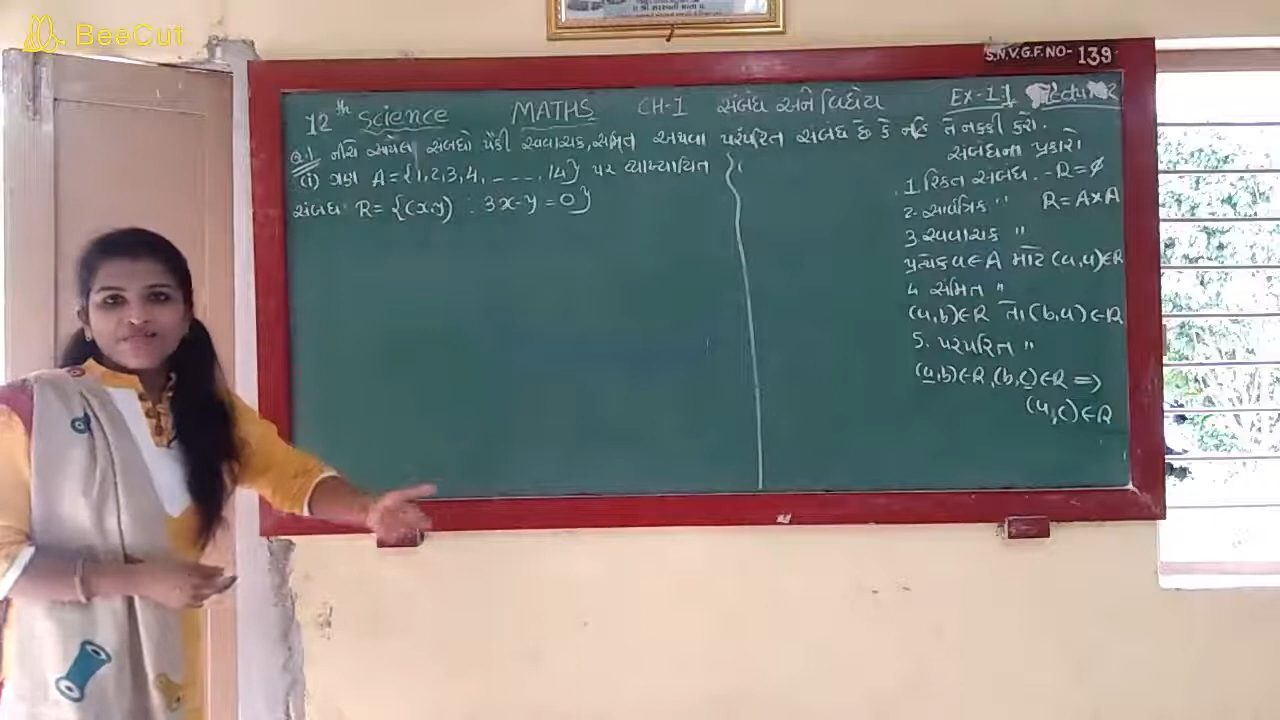 BeeCut
॥ શ્રી સરસ્વતી માતા ॥
S.N.V.G.F.NO- 139
12th Science MATHS CH-1 સંબંધ અને વિધેય Ex-1.1
Q.1 નીચે આપેલ સંબંધો પૈકી સ્વવાચક, સંમિત અથવા પરંપરિત સંબંધ છે કે નહિ તે નક્કી કરો.
(i) ગણ A={1,2,3,4,-----,14} પર વ્યાખ્યાયિત
સંબંધ R={(x,y) : 3x-y=0}
સંબંધના પ્રકારો
1 રિક્ત સંબંધ. -R=ϕ
2- સાર્વત્રિક " R=A×A
3 સ્વવાચક "
પ્રત્યેક a∈A માટે (a,a)∈R
4 સંમિત "
(a,b)∈R તો (b,a)∈R
5. પરંપરિત "
(a,b)∈R,(b,c)∈R ⇒
(a,c)∈R